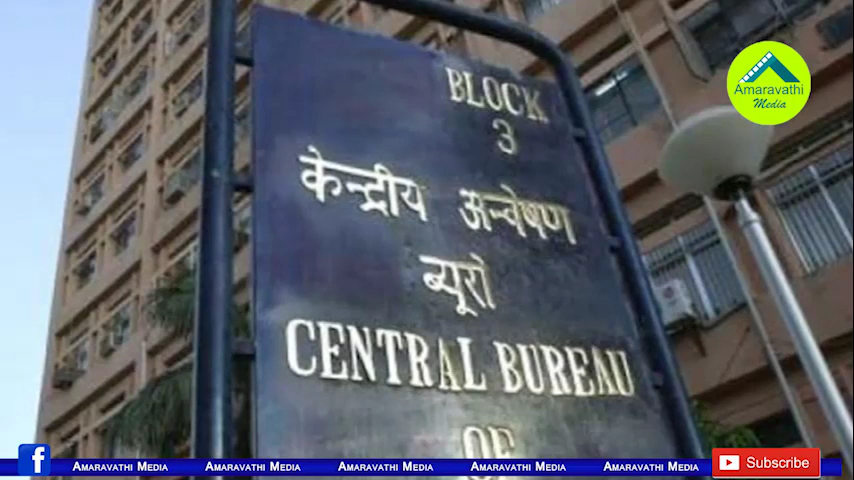 BLOCK
3
केन्द्रीय अन्वेषण
ब्यूरो
CENTRAL BUREAU
OF
Amaravathi
Media
f AMARAVATHI MEDIA AMARAVATHI MEDIA AMARAVATHI MEDIA AMARAVATHI MEDIA AMARAVATHI MEDIA Subscribe